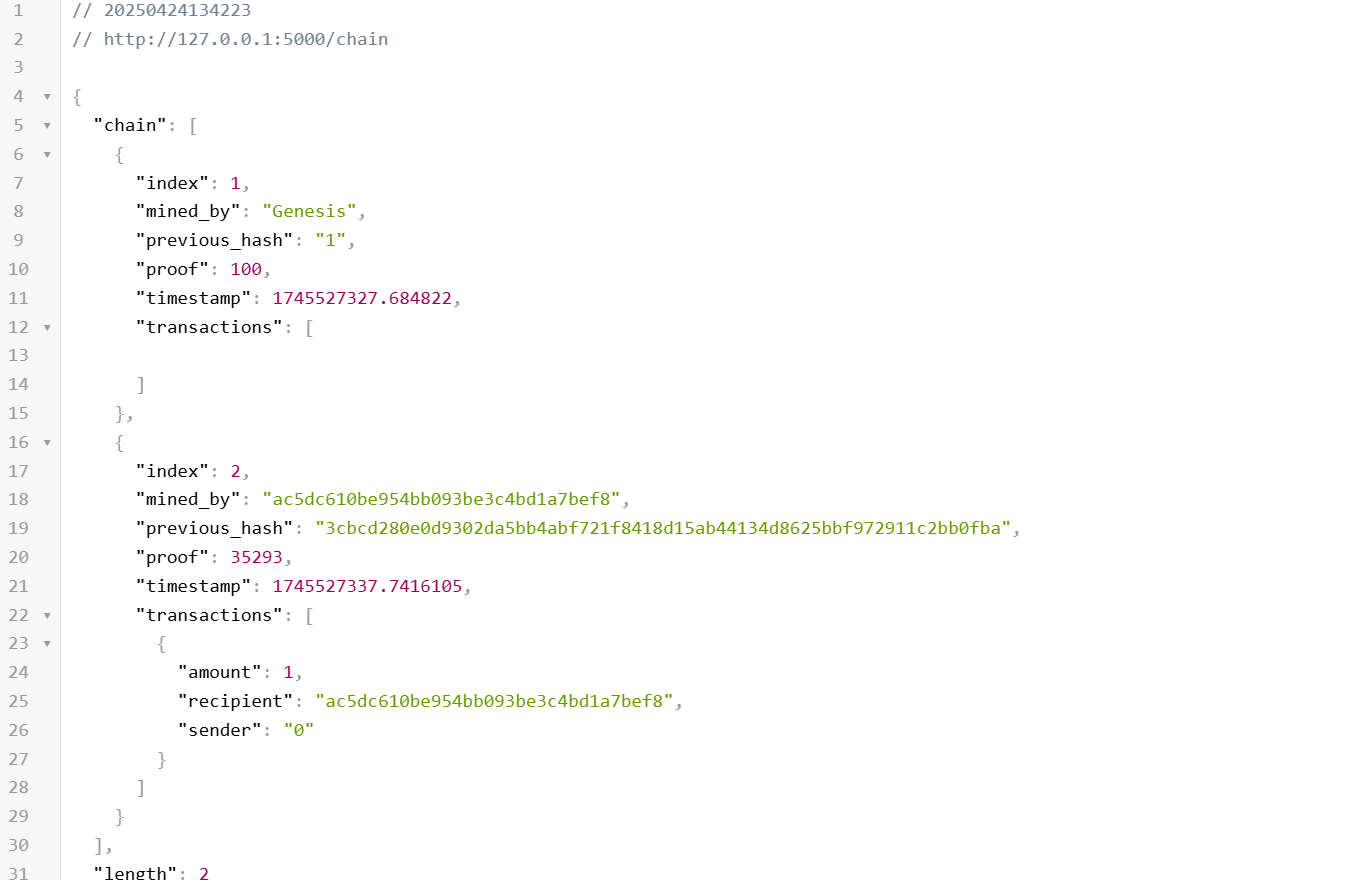 1 // 20250424134223
2 // http://127.0.0.1:5000/chain
3
4 {
5 "chain": [
6 {
7 "index": 1,
8 "mined_by": "Genesis",
9 "previous_hash": "1",
10 "proof": 100,
11 "timestamp": 1745527327.684822,
12 "transactions": [
13
14 ]
15 },
16 {
17 "index": 2,
18 "mined_by": "ac5dc610be954bb093be3c4bd1a7bef8",
19 "previous_hash": "3cbcd280e0d9302da5bb4abf721f8418d15ab44134d8625bbf972911c2bb0fba",
20 "proof": 35293,
21 "timestamp": 1745527337.7416105,
22 "transactions": [
23 {
24 "amount": 1,
25 "recipient": "ac5dc610be954bb093be3c4bd1a7bef8",
26 "sender": "0"
27 }
28 ]
29 }
30 ],
31 "length": 2